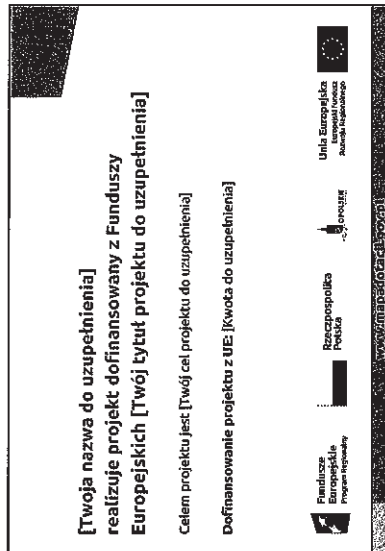 [Twoja nazwa do uzupełnienia]
realizuje projekt dofinansowany z Funduszy
Europejskich [Twój tytuł projektu do uzupełnienia]
Celem projektu jest [Twój cel projektu do uzupełnienia]
Dofinansowanie projektu z UE: [Kwota do uzupełnienia]
Fundusze
Europejskie
Program Regionalny
Rzeczpospolita
Polska
OPOLSKIE
Unia Europejska
Europejski Fundusz
Rozwoju Regionalnego
www.mapadotacji.gov.pl